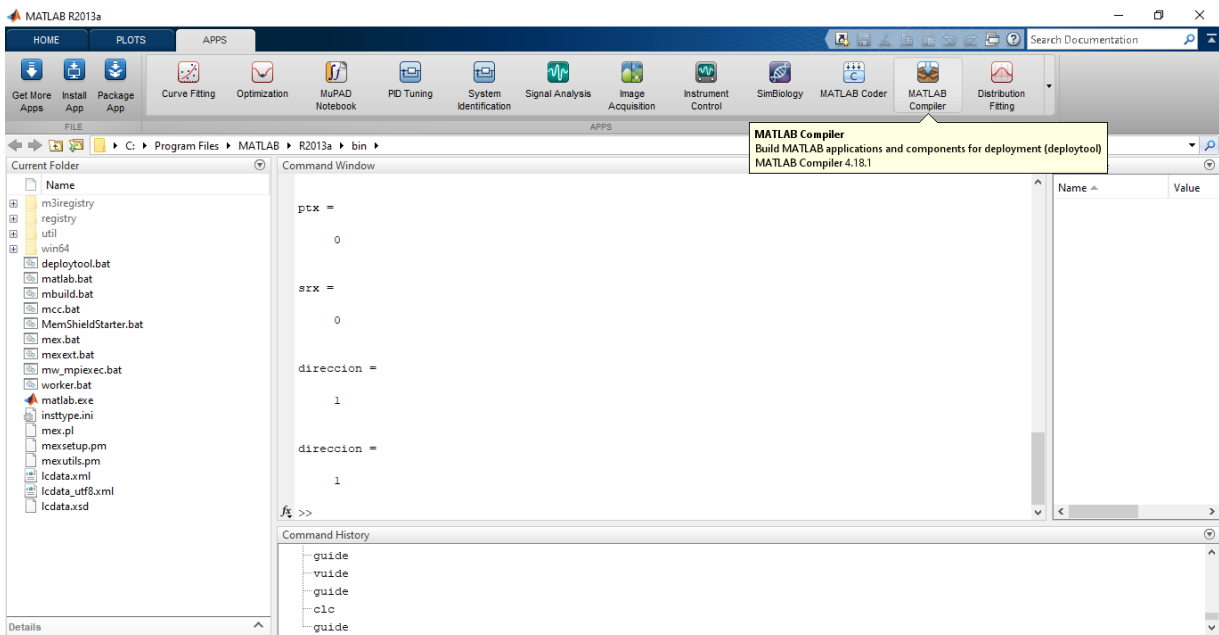 MATLAB R2013a
HOME PLOTS APPS
Search Documentation
Get More Apps
Install App
Package App
Curve Fitting
Optimization
MuPAD Notebook
PID Tuning
System Identification
Signal Analysis
Image Acquisition
Instrument Control
SimBiology
MATLAB Coder
MATLAB Compiler
Distribution Fitting
FILE
APPS
MATLAB Compiler
Build MATLAB applications and components for deployment (deploytool)
MATLAB Compiler 4.18.1
C: Program Files MATLAB R2013a bin
Current Folder
Name
m3iregistry
registry
util
win64
deploytool.bat
matlab.bat
mbuild.bat
mcc.bat
MemShieldStarter.bat
mex.bat
mexext.bat
mw_mpiexec.bat
worker.bat
matlab.exe
insttype.ini
mex.pl
mexsetup.pm
mexutils.pm
lcdata.xml
lcdata_utf8.xml
lcdata.xsd
Details
Command Window
ptx =
0
srx =
0
direccion =
1
direccion =
1
fx >>
Command History
guide
vuide
guide
clc
guide
Name Value